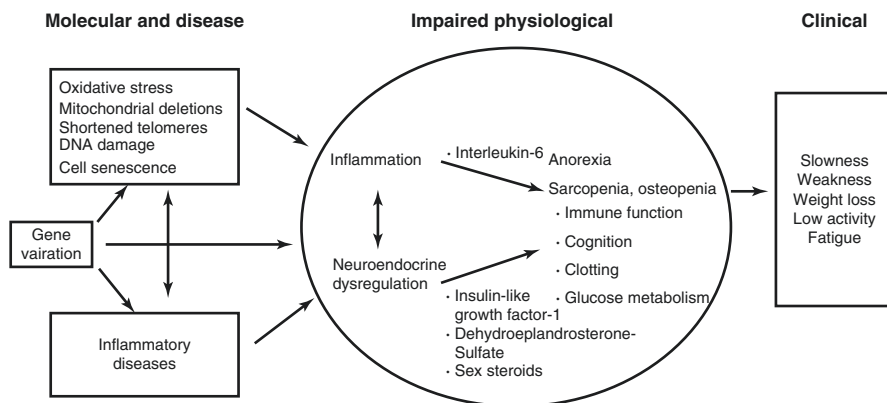 Molecular and disease
Impaired physiological
Clinical
Oxidative stress
Mitochondrial deletions
Shortened telomeres
DNA damage
Cell senescence
Gene
vairation
Inflammatory
diseases
Inflammation
· Interleukin-6
Neuroendocrine
dysregulation
· Insulin-like
growth factor-1
· Dehydroeplandrosterone-
Sulfate
· Sex steroids
Anorexia
Sarcopenia, osteopenia
· Immune function
· Cognition
· Clotting
· Glucose metabolism
Slowness
Weakness
Weight loss
Low activity
Fatigue